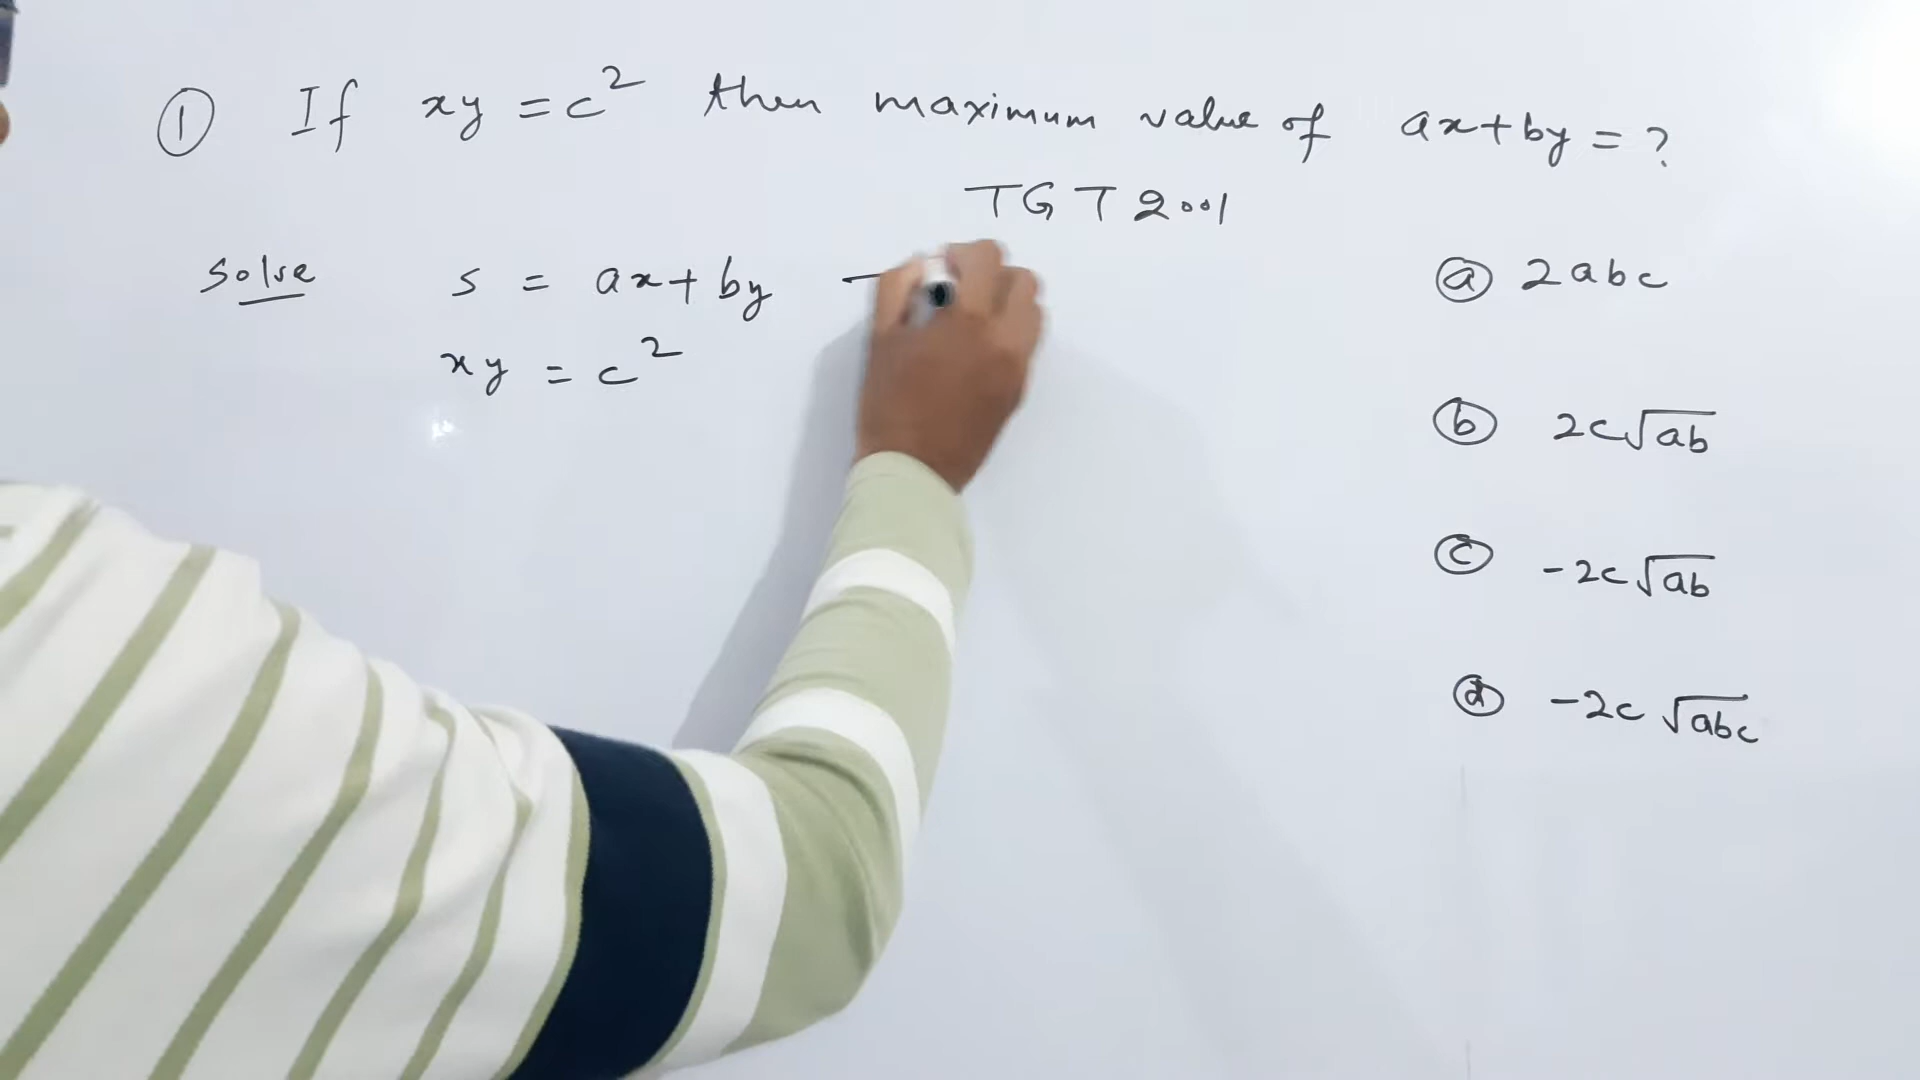 ① If xy = c² then maximum value of ax+by = ?
TGT 2001
Solve s = ax+by —
xy = c²
ⓐ 2abc
ⓑ 2c√ab
ⓒ -2c√ab
ⓓ -2c√abc